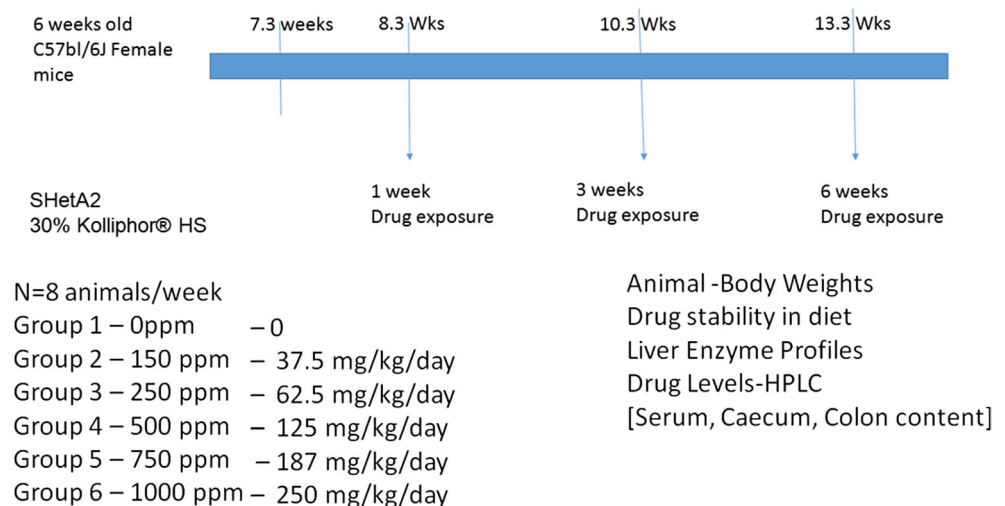 6 weeks old
C57bl/6J Female
mice
7.3 weeks
8.3 Wks
10.3 Wks
13.3 Wks
1 week
Drug exposure
3 weeks
Drug exposure
6 weeks
Drug exposure
SHetA2
30% Kolliphor® HS
N=8 animals/week
Group 1 – 0ppm – 0
Group 2 – 150 ppm – 37.5 mg/kg/day
Group 3 – 250 ppm – 62.5 mg/kg/day
Group 4 – 500 ppm – 125 mg/kg/day
Group 5 – 750 ppm – 187 mg/kg/day
Group 6 – 1000 ppm – 250 mg/kg/day
Animal -Body Weights
Drug stability in diet
Liver Enzyme Profiles
Drug Levels-HPLC
[Serum, Caecum, Colon content]